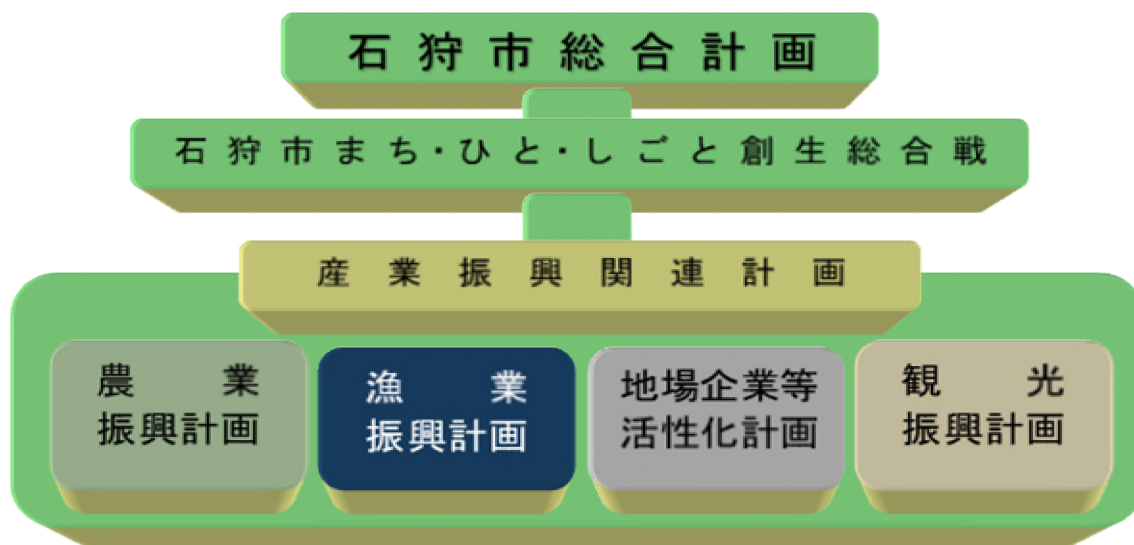 石狩市総合計画
石狩市まち・ひと・しごと創生総合戦
産業振興関連計画
農業
振興計画
漁業
振興計画
地場企業等
活性化計画
観光
振興計画